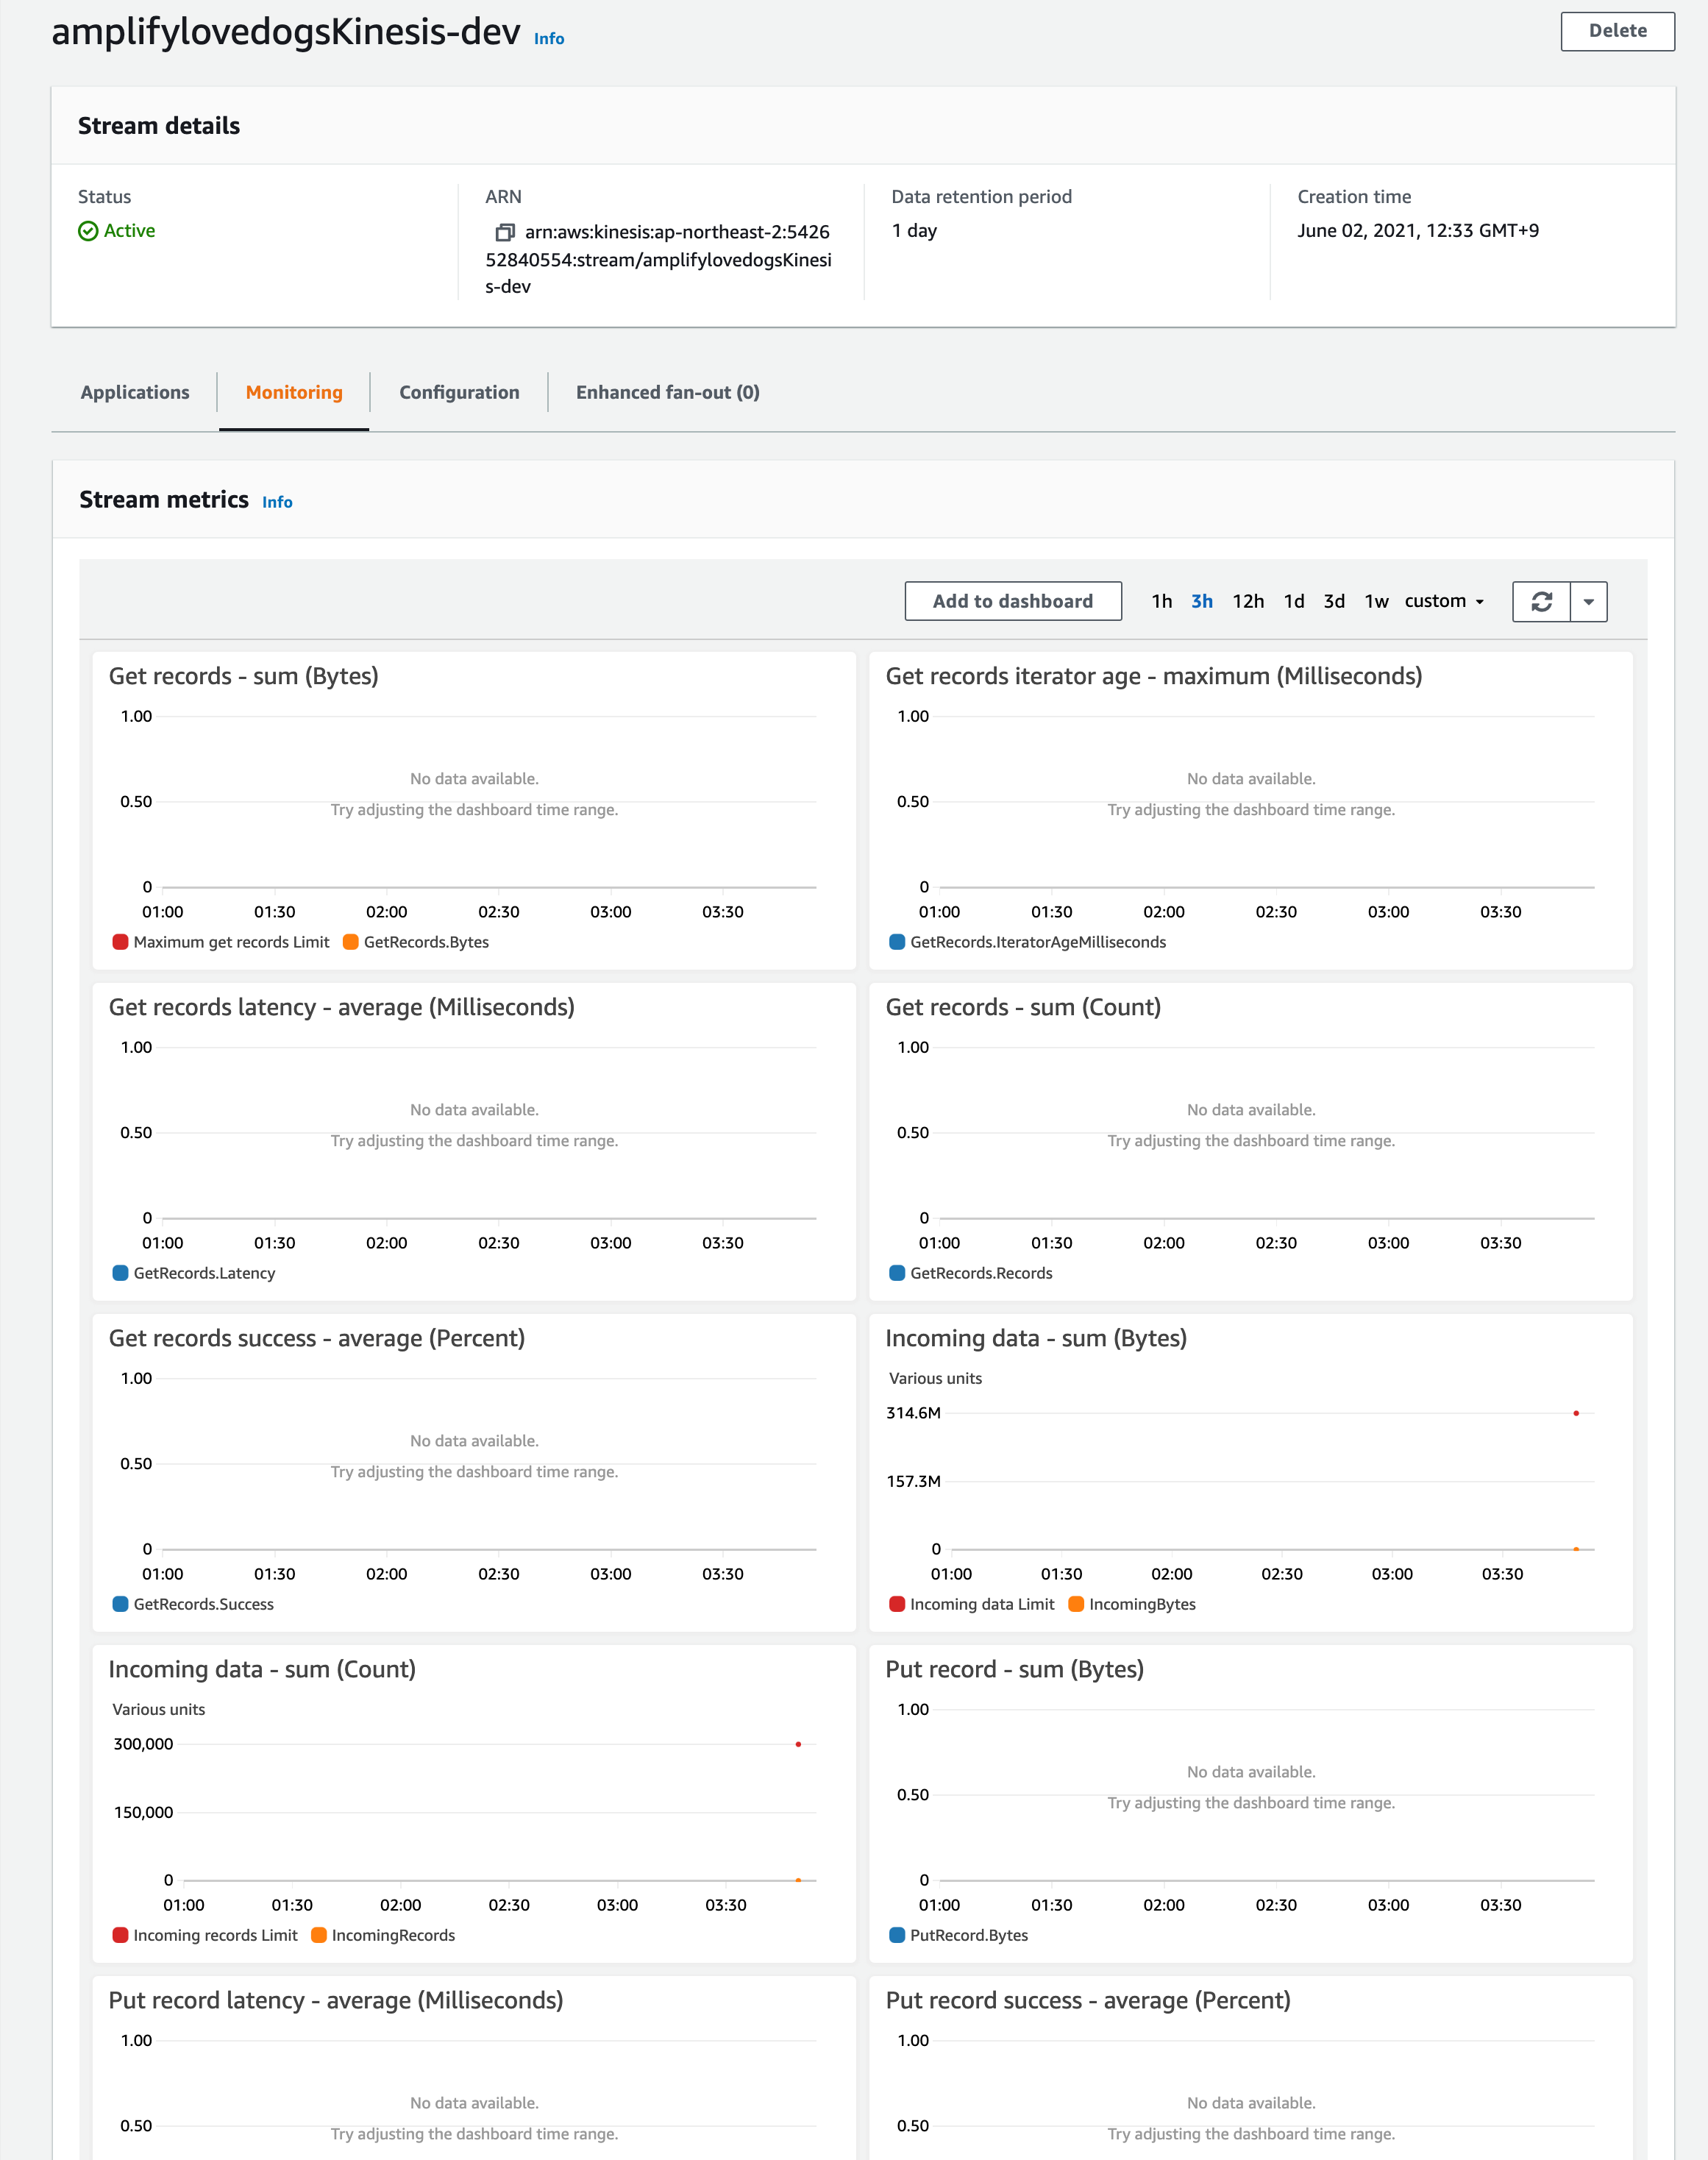 amplifylovedogsKinesis-dev Info
Delete
Stream details
Status
Active
ARN
arn:aws:kinesis:ap-northeast-2:5426
52840554:stream/amplifylovedogsKinesi
s-dev
Data retention period
1 day
Creation time
June 02, 2021, 12:33 GMT+9
Applications
Monitoring
Configuration
Enhanced fan-out (0)
Stream metrics Info
Add to dashboard
1h 3h 12h 1d 3d 1w custom
Get records - sum (Bytes)
1.00
No data available.
0.50
Try adjusting the dashboard time range.
0
01:00 01:30 02:00 02:30 03:00 03:30
Maximum get records Limit GetRecords.Bytes
Get records iterator age - maximum (Milliseconds)
1.00
No data available.
0.50
Try adjusting the dashboard time range.
0
01:00 01:30 02:00 02:30 03:00 03:30
GetRecords.IteratorAgeMilliseconds
Get records latency - average (Milliseconds)
1.00
No data available.
0.50
Try adjusting the dashboard time range.
0
01:00 01:30 02:00 02:30 03:00 03:30
GetRecords.Latency
Get records - sum (Count)
1.00
No data available.
0.50
Try adjusting the dashboard time range.
0
01:00 01:30 02:00 02:30 03:00 03:30
GetRecords.Records
Get records success - average (Percent)
1.00
No data available.
0.50
Try adjusting the dashboard time range.
0
01:00 01:30 02:00 02:30 03:00 03:30
GetRecords.Success
Incoming data - sum (Bytes)
Various units
314.6M
157.3M
0
01:00 01:30 02:00 02:30 03:00 03:30
Incoming data Limit IncomingBytes
Incoming data - sum (Count)
Various units
300,000
150,000
0
01:00 01:30 02:00 02:30 03:00 03:30
Incoming records Limit IncomingRecords
Put record - sum (Bytes)
1.00
No data available.
0.50
Try adjusting the dashboard time range.
0
01:00 01:30 02:00 02:30 03:00 03:30
PutRecord.Bytes
Put record latency - average (Milliseconds)
1.00
No data available.
0.50
Try adjusting the dashboard time range.
Put record success - average (Percent)
1.00
No data available.
0.50
Try adjusting the dashboard time range.